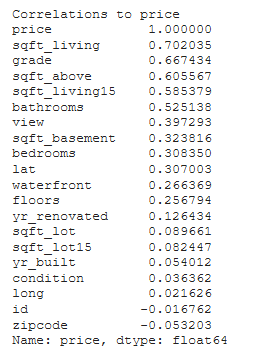 Correlations to price
price 1.000000
sqft_living 0.702035
grade 0.667434
sqft_above 0.605567
sqft_living15 0.585379
bathrooms 0.525138
view 0.397293
sqft_basement 0.323816
bedrooms 0.308350
lat 0.307003
waterfront 0.266369
floors 0.256794
yr_renovated 0.126434
sqft_lot 0.089661
sqft_lot15 0.082447
yr_built 0.054012
condition 0.036362
long 0.021626
id -0.016762
zipcode -0.053203
Name: price, dtype: float64